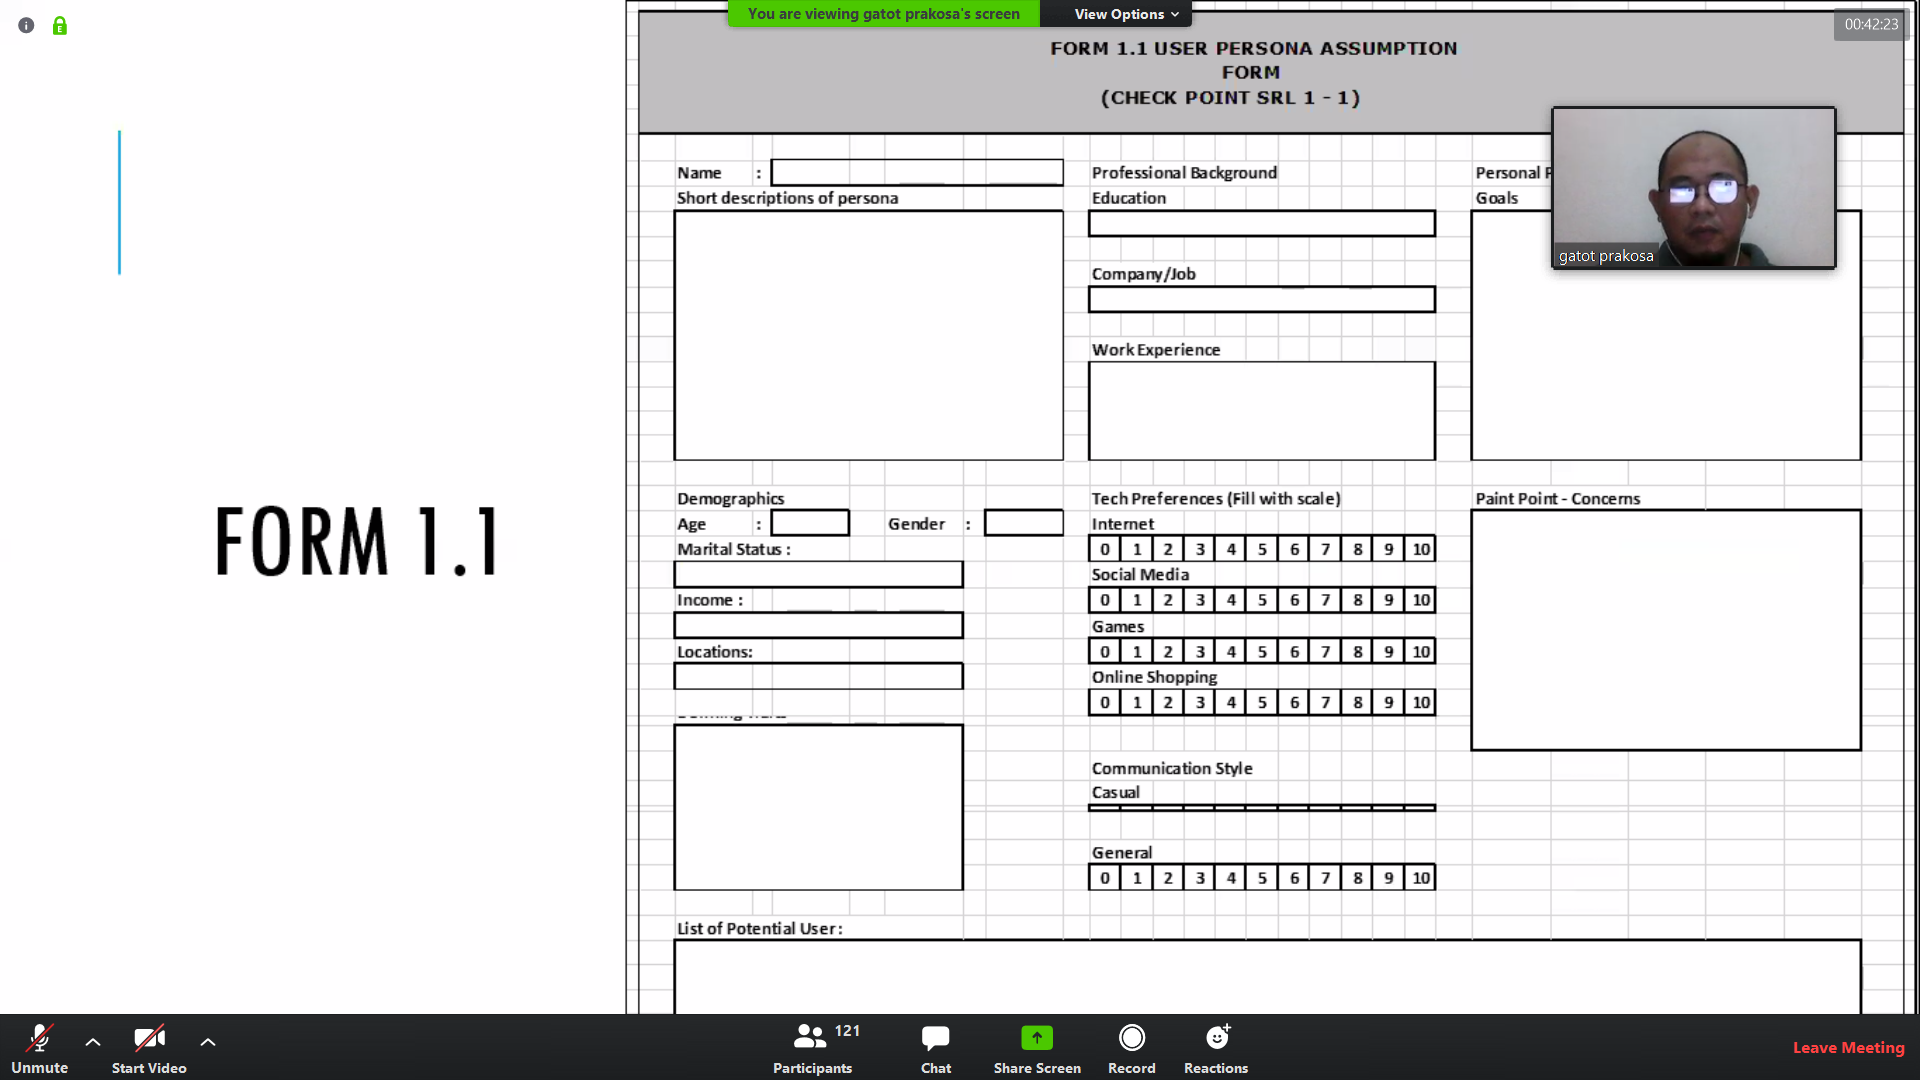 You are viewing gatot prakosa's screen
View Options
00:42:23
FORM 1.1 USER PERSONA ASSUMPTION
FORM
(CHECK POINT SRL 1 - 1)
FORM 1.1
Name :
Short descriptions of persona
Professional Background
Education
Company/Job
Work Experience
Personal
Goals
gatot prakosa
Demographics
Age : Gender :
Marital Status :
Income :
Locations:
Tech Preferences (Fill with scale)
Internet
0 1 2 3 4 5 6 7 8 9 10
Social Media
0 1 2 3 4 5 6 7 8 9 10
Games
0 1 2 3 4 5 6 7 8 9 10
Online Shopping
0 1 2 3 4 5 6 7 8 9 10
Communication Style
Casual
General
0 1 2 3 4 5 6 7 8 9 10
Paint Point - Concerns
List of Potential User:
Unmute
Start Video
121
Participants
Chat
Share Screen
Record
Reactions
Leave Meeting